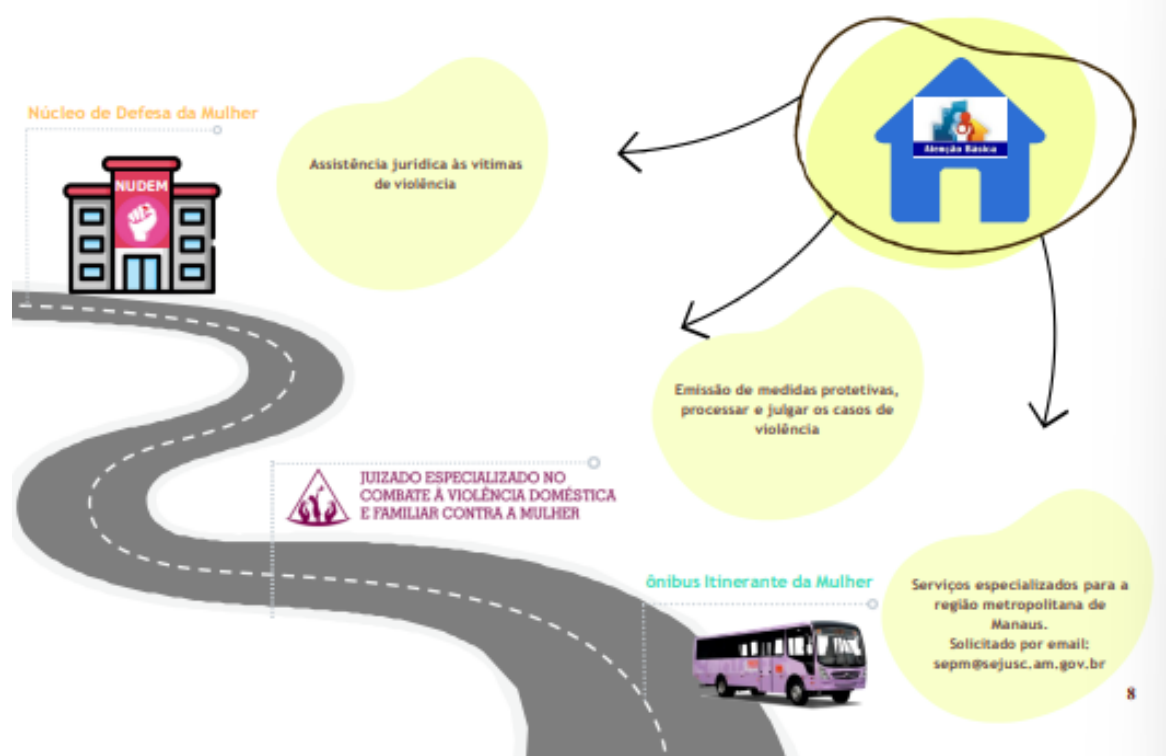 Núcleo de Defesa da Mulher
NUDEM
Assistência jurídica às vítimas
de violência
Atenção Básica
Emissão de medidas protetivas,
processar e julgar os casos de
violência
JUIZADO ESPECIALIZADO NO
COMBATE À VIOLÊNCIA DOMÉSTICA
E FAMILIAR CONTRA A MULHER
ônibus Itinerante da Mulher
Serviços especializados para a
região metropolitana de
Manaus.
Solicitado por email:
sepm@sejusc.am.gov.br
8